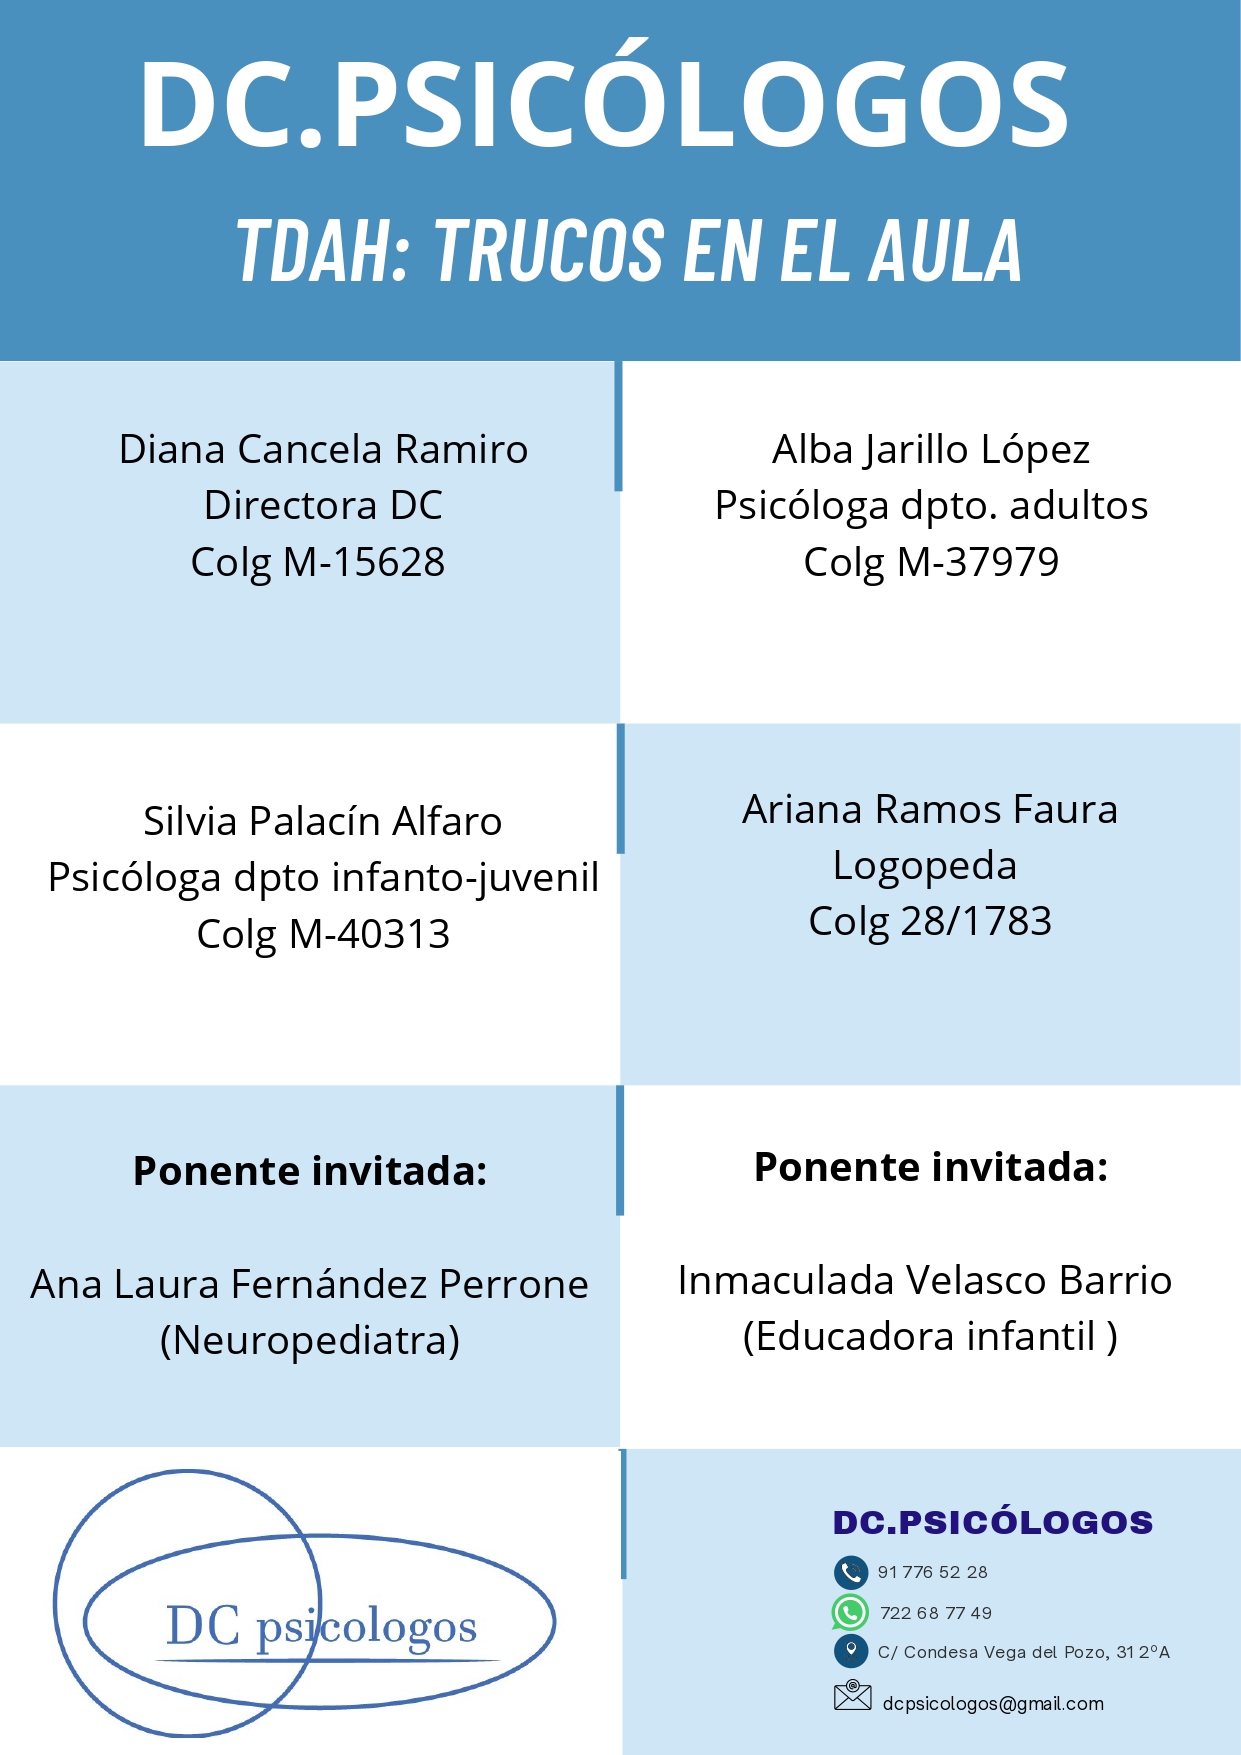 DC.PSICÓLOGOS
TDAH: TRUCOS EN EL AULA
Diana Cancela Ramiro
Directora DC
Colg M-15628
Alba Jarillo López
Psicóloga dpto. adultos
Colg M-37979
Silvia Palacín Alfaro
Psicóloga dpto infanto-juvenil
Colg M-40313
Ariana Ramos Faura
Logopeda
Colg 28/1783
Ponente invitada:
Ana Laura Fernández Perrone
(Neuropediatra)
Ponente invitada:
Inmaculada Velasco Barrio
(Educadora infantil )
DC psicologos
DC.PSICÓLOGOS
91 776 52 28
722 68 77 49
C/ Condesa Vega del Pozo, 31 2ºA
dcpsicologos@gmail.com